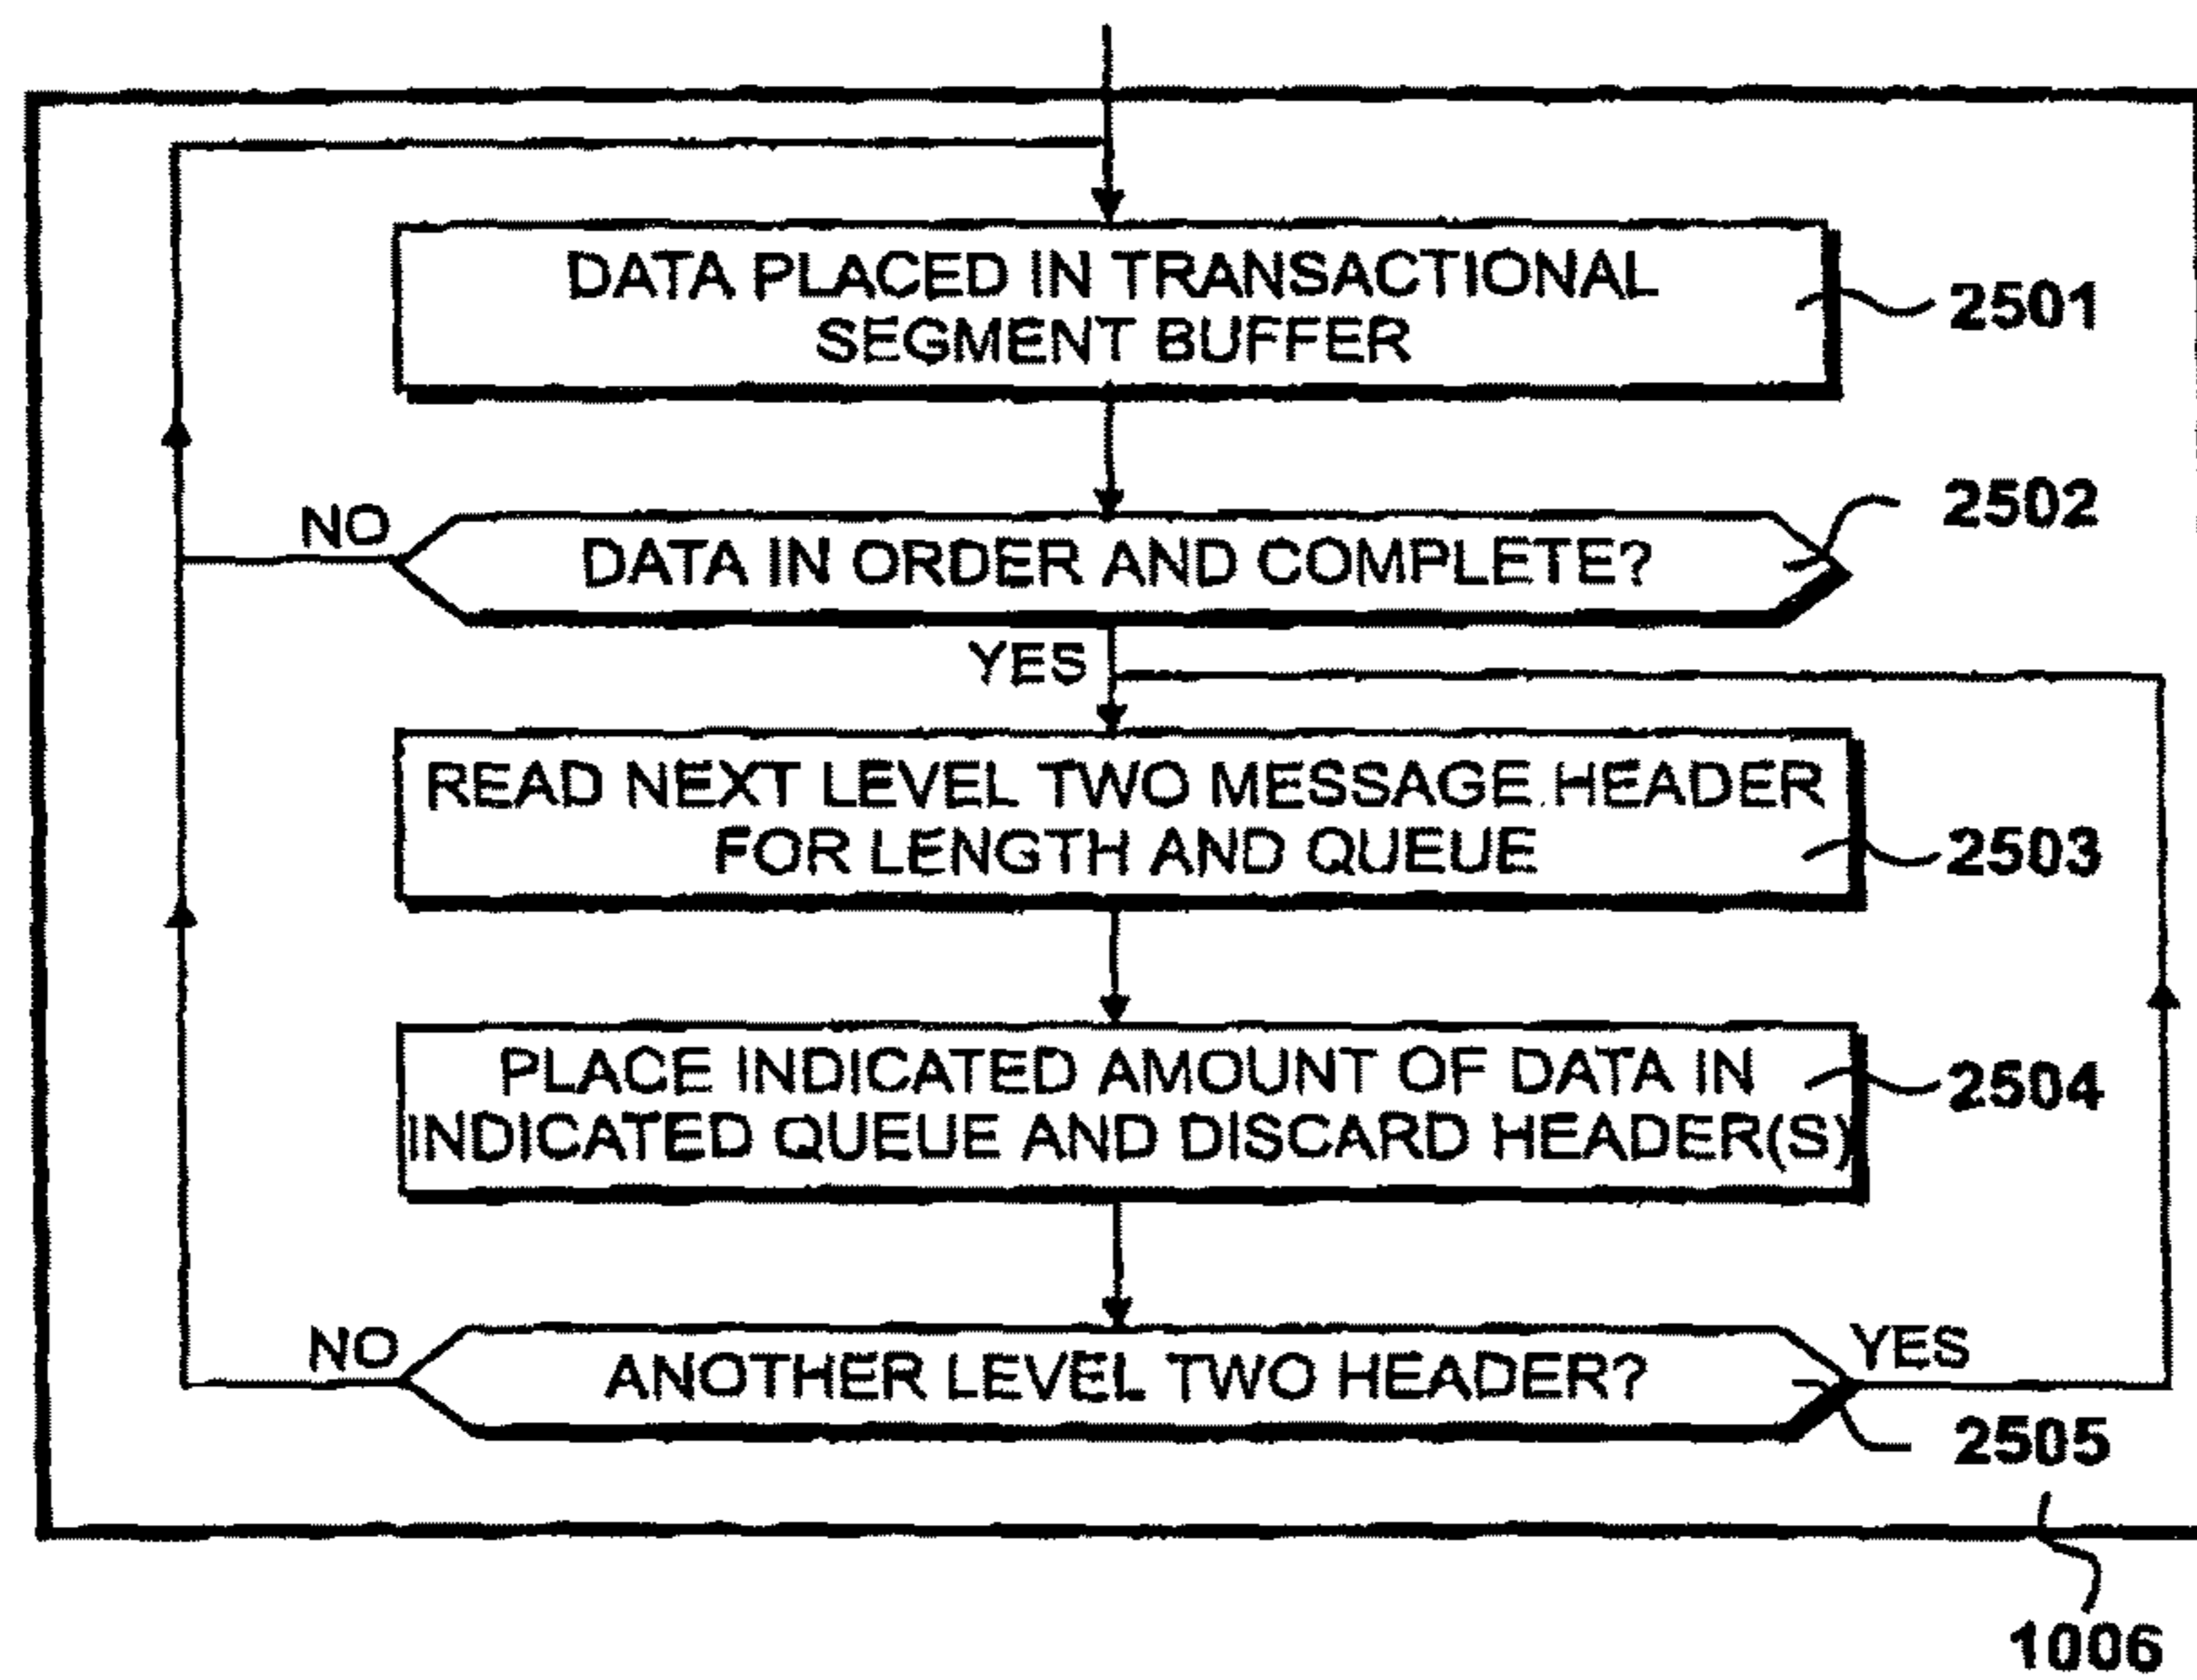 DATA PLACED IN TRANSACTIONAL
SEGMENT BUFFER
2501
NO
DATA IN ORDER AND COMPLETE?
2502
YES
READ NEXT LEVEL TWO MESSAGE HEADER
FOR LENGTH AND QUEUE
2503
PLACE INDICATED AMOUNT OF DATA IN
INDICATED QUEUE AND DISCARD HEADER(S)
2504
NO
ANOTHER LEVEL TWO HEADER?
YES
2505
1006